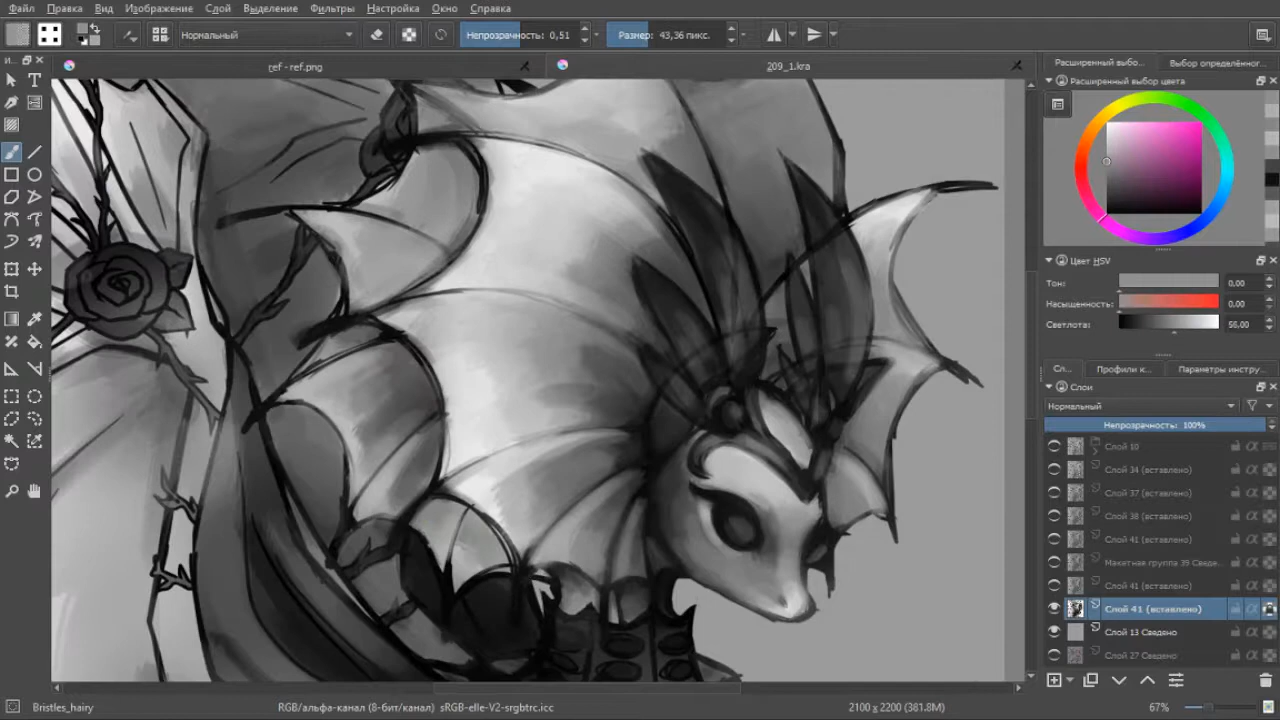 Файл Правка Вид Изображение Слой Выделение Фильтры Настройка Окно Справка
Нормальный Непрозрачность: 0,51 Размер: 43,36 пикс.
ref - ref.png 209_1.kra
Расширенный выбо... Выбор определённог...
И...
Расширенный выбор цвета
Цвет HSV
Тон: 0,00
Насыщенность: 0,00
Светлота: 56,00
Сл... Профили к... Параметры инстру...
Слои
Нормальный
Непрозрачность: 100%
Слой 10
Слой 34 (вставлено)
Слой 37 (вставлено)
Слой 38 (вставлено)
Слой 41 (вставлено)
Макетная группа 39 Сведе...
Слой 41 (вставлено)
Слой 41 (вставлено)
Слой 13 Сведено
Слой 27 Сведено
Bristles_hairy RGB/альфа-канал (8-бит/канал) sRGB-elle-V2-srgbtrc.icc 2100 x 2200 (381.8M) 67%